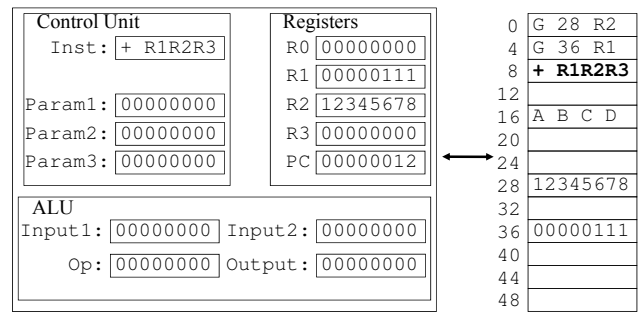 Control Unit
Inst: + R1R2R3
Param1: 00000000
Param2: 00000000
Param3: 00000000
Registers
R0 00000000
R1 00000111
R2 12345678
R3 00000000
PC 00000012
ALU
Input1: 00000000 Input2: 00000000
Op: 00000000 Output: 00000000
0 G 28 R2
4 G 36 R1
8 + R1R2R3
12
16 A B C D
20
24
28 12345678
32
36 00000111
40
44
48